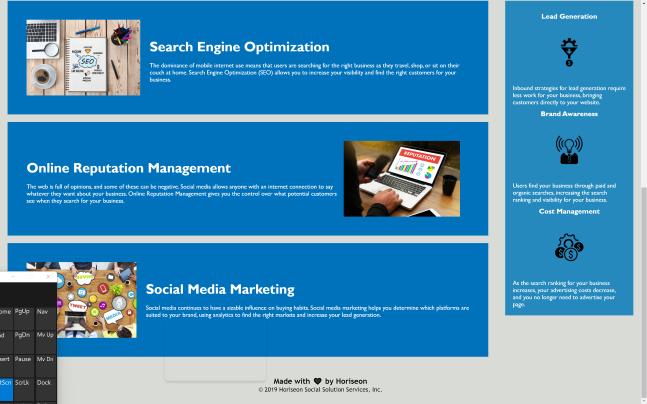 Search Engine Optimization
The dominance of mobile internet use means that users are searching for the right business as they travel, shop, or sit on their
couch at home. Search Engine Optimization (SEO) allows you to increase your visibility and find the right customers for your
business.
SEO
Online Reputation Management
The web is full of opinions, and some of these can be negative. Social media allows anyone with an internet connection to say
whatever they want about your business. Online Reputation Management gives you the control over what potential customers
see when they search for your business.
REPUTATION
Social Media Marketing
Social media continues to have a sizable influence on buying habits. Social media marketing helps you determine which platforms are
suited to your brand, using analytics to find the right markets and increase your lead generation.
TWEET
MEDIA
Lead Generation
Inbound strategies for lead generation require
less work for your business, bringing
customers directly to your website.
Brand Awareness
Users find your business through paid and
organic searches, increasing the search
ranking and visibility for your business.
Cost Management
As the search ranking for your business
increases, your advertising costs decrease,
and you no longer need to advertise your
page.
ome PgUp Nav
d PgDn Mv Up
ert Pause Mv Dn
tScn ScrLk Dock
Made with by Horiseon
© 2019 Horiseon Social Solution Services, Inc.